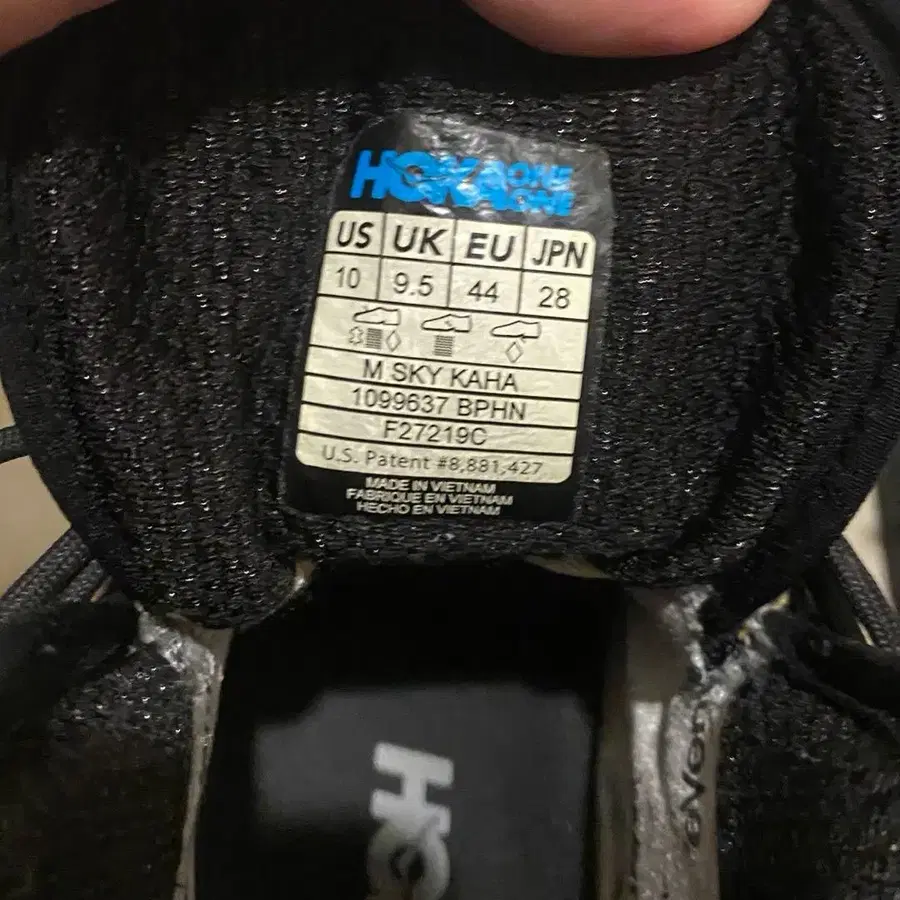 HOKA ONE ONE
US UK EU JPN
10 9.5 44 28
M SKY KAHA
1099637 BPHN
F27219C
U.S. Patent #8,881,427
MADE IN VIETNAM
FABRIQUE EN VIETNAM
HECHO EN VIETNAM
HO